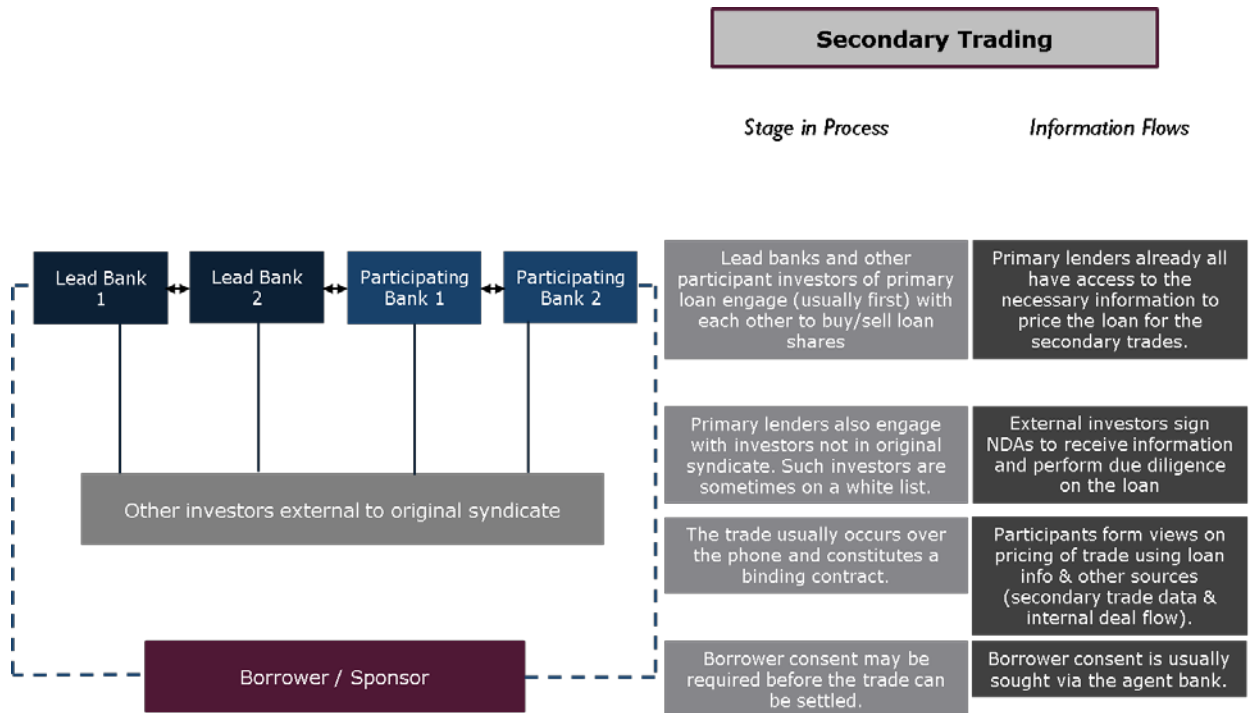 Secondary Trading
Stage in Process
Information Flows
Lead Bank
1
Lead Bank
2
Participating
Bank 1
Participating
Bank 2
Lead banks and other
participant investors of primary
loan engage (usually first) with
each other to buy/sell loan
shares
Primary lenders already all
have access to the
necessary information to
price the loan for the
secondary trades.
Other investors external to original syndicate
Primary lenders also engage
with investors not in original
syndicate. Such investors are
sometimes on a white list.
External investors sign
NDAs to receive information
and perform due diligence
on the loan
The trade usually occurs over
the phone and constitutes a
binding contract.
Participants form views on
pricing of trade using loan
info & other sources
(secondary trade data &
internal deal flow).
Borrower / Sponsor
Borrower consent may be
required before the trade can
be settled.
Borrower consent is usually
sought via the agent bank.